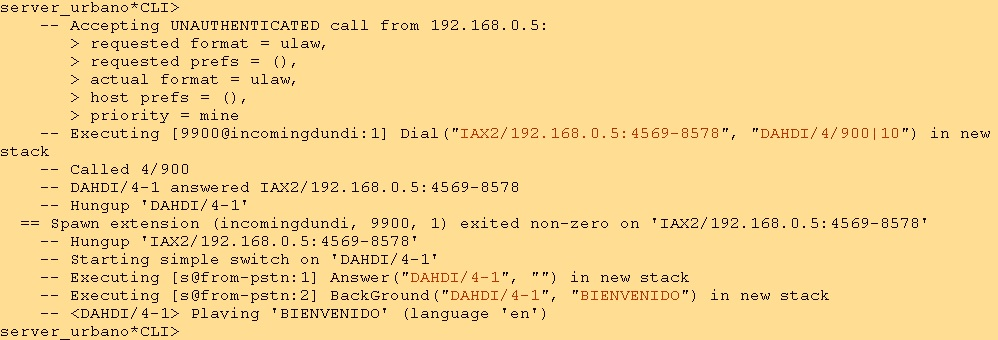 server_urbano*CLI>
-- Accepting UNAUTHENTICATED call from 192.168.0.5:
> requested format = ulaw,
> requested prefs = (),
> actual format = ulaw,
> host prefs = (),
> priority = mine
-- Executing [9900@incomingdundi:1] Dial("IAX2/192.168.0.5:4569-8578", "DAHDI/4/900|10") in new
stack
-- Called 4/900
-- DAHDI/4-1 answered IAX2/192.168.0.5:4569-8578
-- Hungup 'DAHDI/4-1'
== Spawn extension (incomingdundi, 9900, 1) exited non-zero on 'IAX2/192.168.0.5:4569-8578'
-- Hungup 'IAX2/192.168.0.5:4569-8578'
-- Starting simple switch on 'DAHDI/4-1'
-- Executing [s@from-pstn:1] Answer("DAHDI/4-1", "") in new stack
-- Executing [s@from-pstn:2] BackGround("DAHDI/4-1", "BIENVENIDO") in new stack
-- <DAHDI/4-1> Playing 'BIENVENIDO' (language 'en')
server_urbano*CLI>